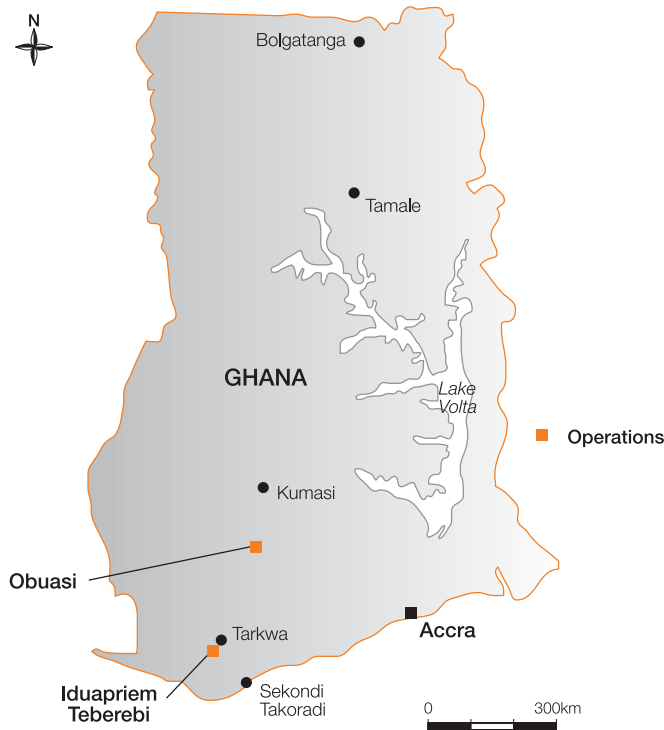 N
Bolgatanga
Tamale
GHANA
Lake
Volta
Operations
Kumasi
Obuasi
Tarkwa
Accra
Iduapriem
Teberebi
Sekondi
Takoradi
0 300km